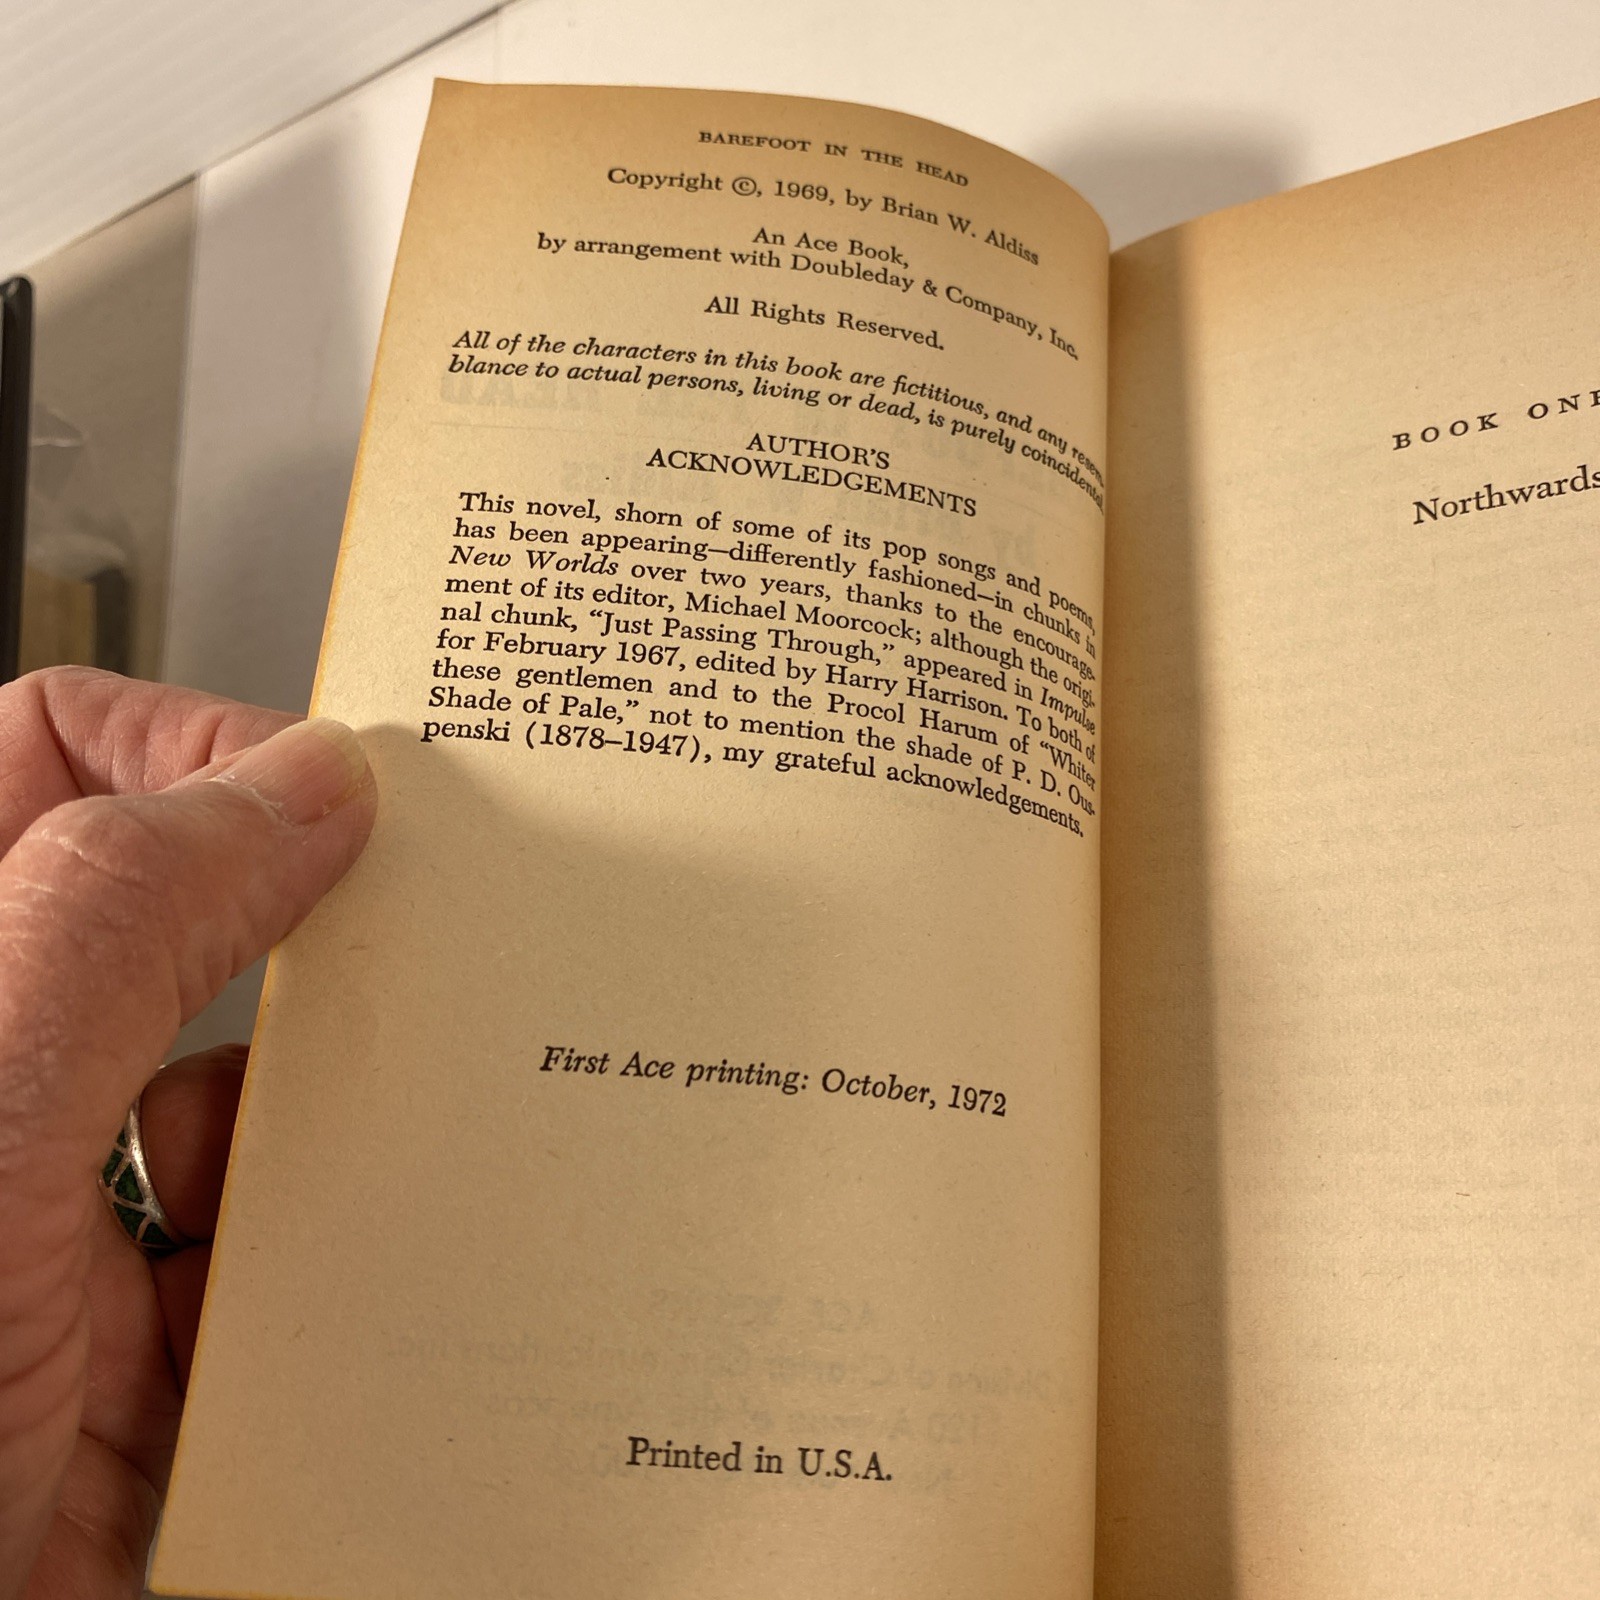 BAREFOOT IN THE HEAD
Copyright ©, 1969, by Brian W. Aldiss
An Ace Book,
by arrangement with Doubleday & Company, Inc.
All Rights Reserved.
All of the characters in this book are fictitious, and any resem-
blance to actual persons, living or dead, is purely coincidental.
AUTHOR'S
ACKNOWLEDGEMENTS
This novel, shorn of some of its pop songs and poems,
has been appearing—differently fashioned—in chunks in
New Worlds over two years, thanks to the encourage-
ment of its editor, Michael Moorcock; although the origi-
nal chunk, “Just Passing Through,” appeared in Impulse
for February 1967, edited by Harry Harrison. To both of
these gentlemen and to the Procol Harum of “Whiter
Shade of Pale,” not to mention the shade of P. D. Ous-
penski (1878–1947), my grateful acknowledgements.
First Ace printing: October, 1972
Printed in U.S.A.
BOOK ONE
Northwards